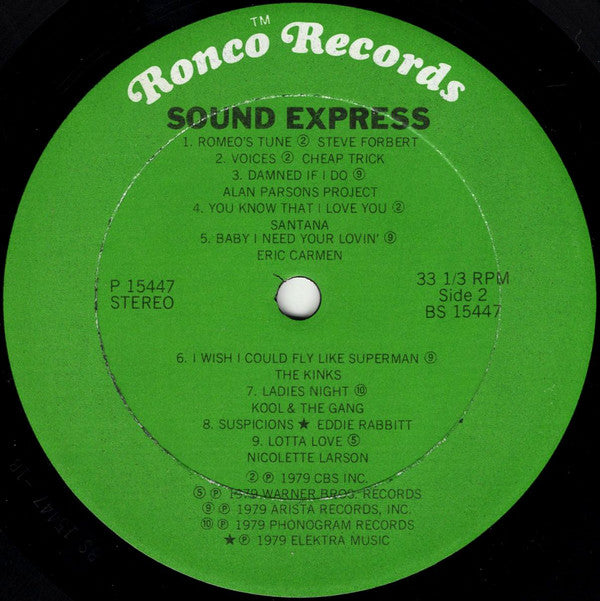 Ronco Records™
SOUND EXPRESS
1. ROMEO'S TUNE ② STEVE FORBERT
2. VOICES ② CHEAP TRICK
3. DAMNED IF I DO ⑨
ALAN PARSONS PROJECT
4. YOU KNOW THAT I LOVE YOU ②
SANTANA
5. BABY I NEED YOUR LOVIN' ⑨
ERIC CARMEN
P 15447
STEREO
33 1/3 RPM
Side 2
BS 15447
6. I WISH I COULD FLY LIKE SUPERMAN ⑨
THE KINKS
7. LADIES NIGHT ⑩
KOOL & THE GANG
8. SUSPICIONS ★ EDDIE RABBITT
9. LOTTA LOVE ⑤
NICOLETTE LARSON
② ℗ 1979 CBS INC.
⑤ ℗ 1979 WARNER BROS. RECORDS
⑨ ℗ 1979 ARISTA RECORDS, INC.
⑩ ℗ 1979 PHONOGRAM RECORDS
★ ℗ 1979 ELEKTRA MUSIC